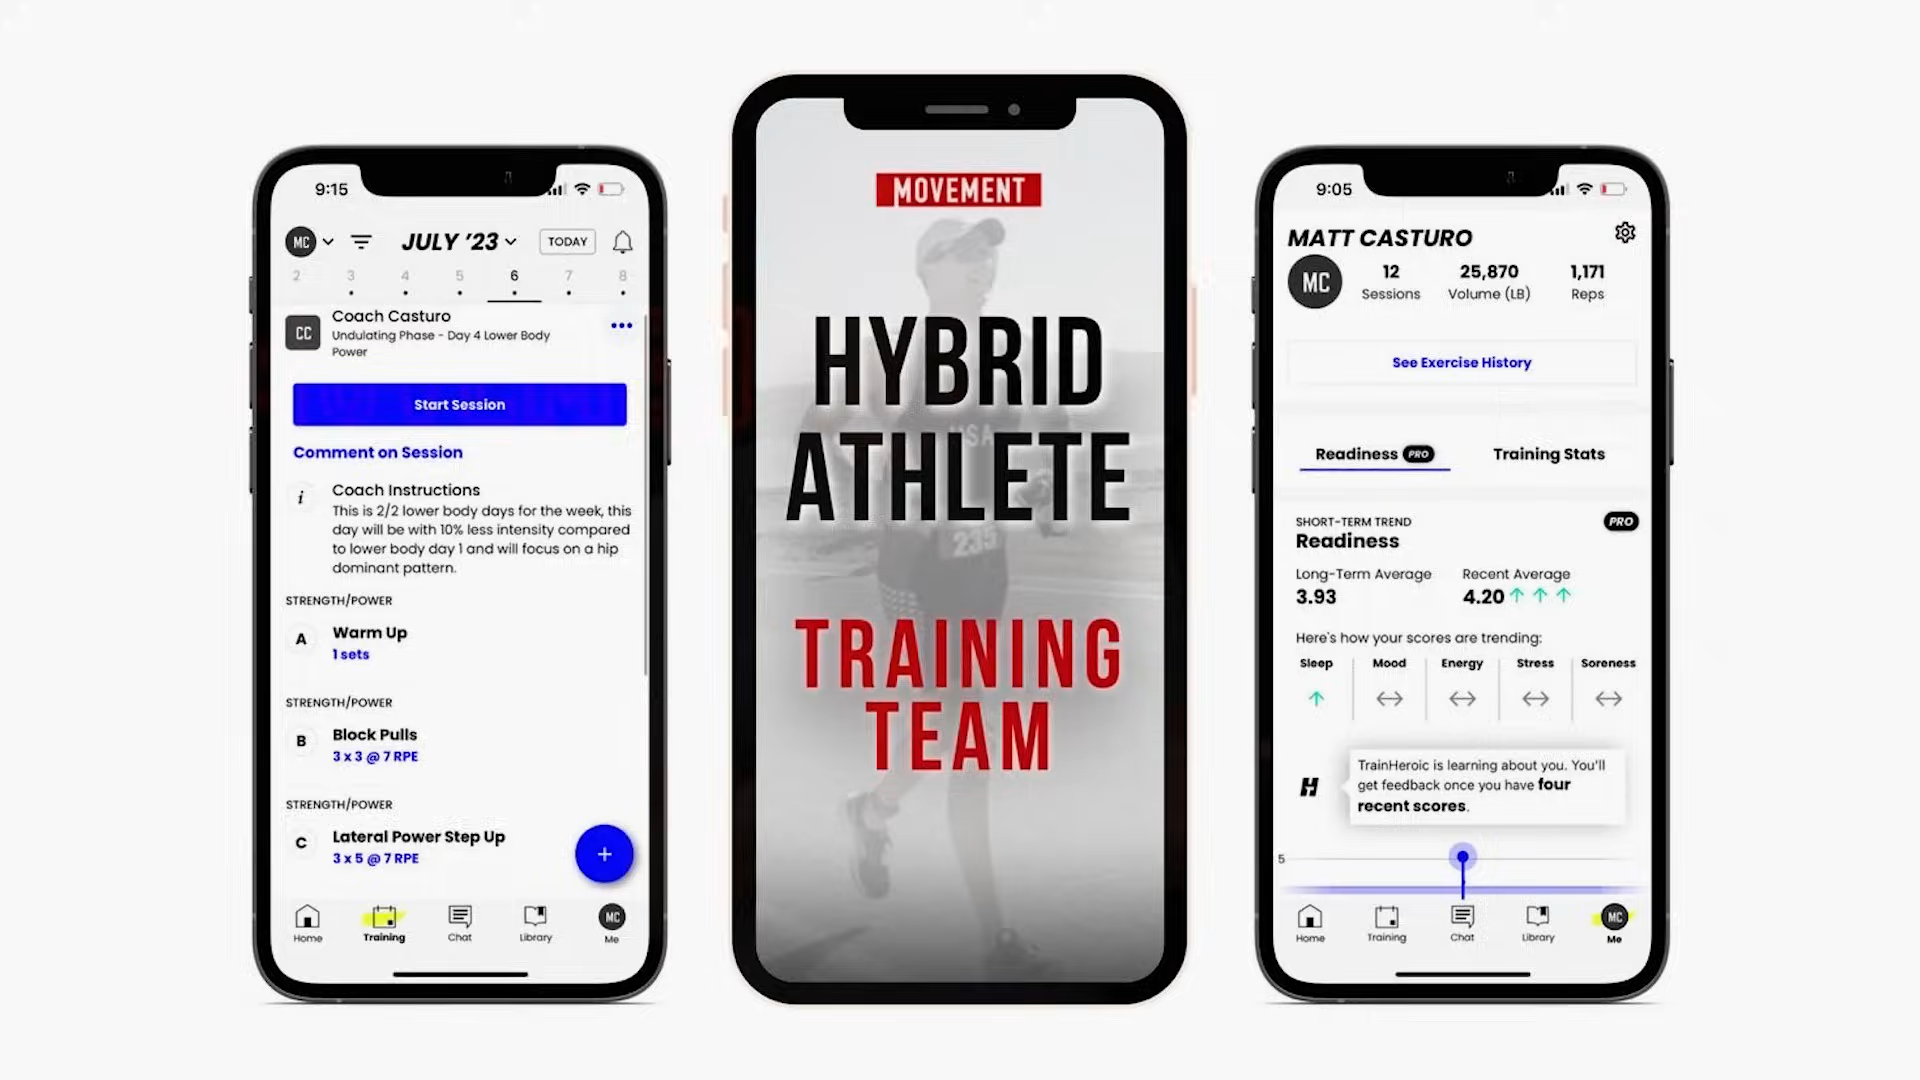 9:15
MC
JULY '23
TODAY
2 3 4 5 6 7 8
CC
Coach Casturo
Undulating Phase - Day 4 Lower Body
Power
Start Session
Comment on Session
i
Coach Instructions
This is 2/2 lower body days for the week, this
day will be with 10% less intensity compared
to lower body day 1 and will focus on a hip
dominant pattern.
STRENGTH/POWER
A
Warm Up
1 sets
STRENGTH/POWER
B
Block Pulls
3 x 3 @ 7 RPE
STRENGTH/POWER
C
Lateral Power Step Up
3 x 5 @ 7 RPE
+
MC
Home Training Chat Library Me
MOVEMENT
HYBRID
ATHLETE
USA
235
TRAINING
TEAM
9:05
MATT CASTURO
MC
12 25,870 1,171
Sessions Volume (LB) Reps
See Exercise History
Readiness PRO Training Stats
SHORT-TERM TREND PRO
Readiness
Long-Term Average Recent Average
3.93 4.20
Here's how your scores are trending:
Sleep Mood Energy Stress Soreness
H
TrainHeroic is learning about you. You'll
get feedback once you have four
recent scores.
5
MC
Home Training Chat Library Me